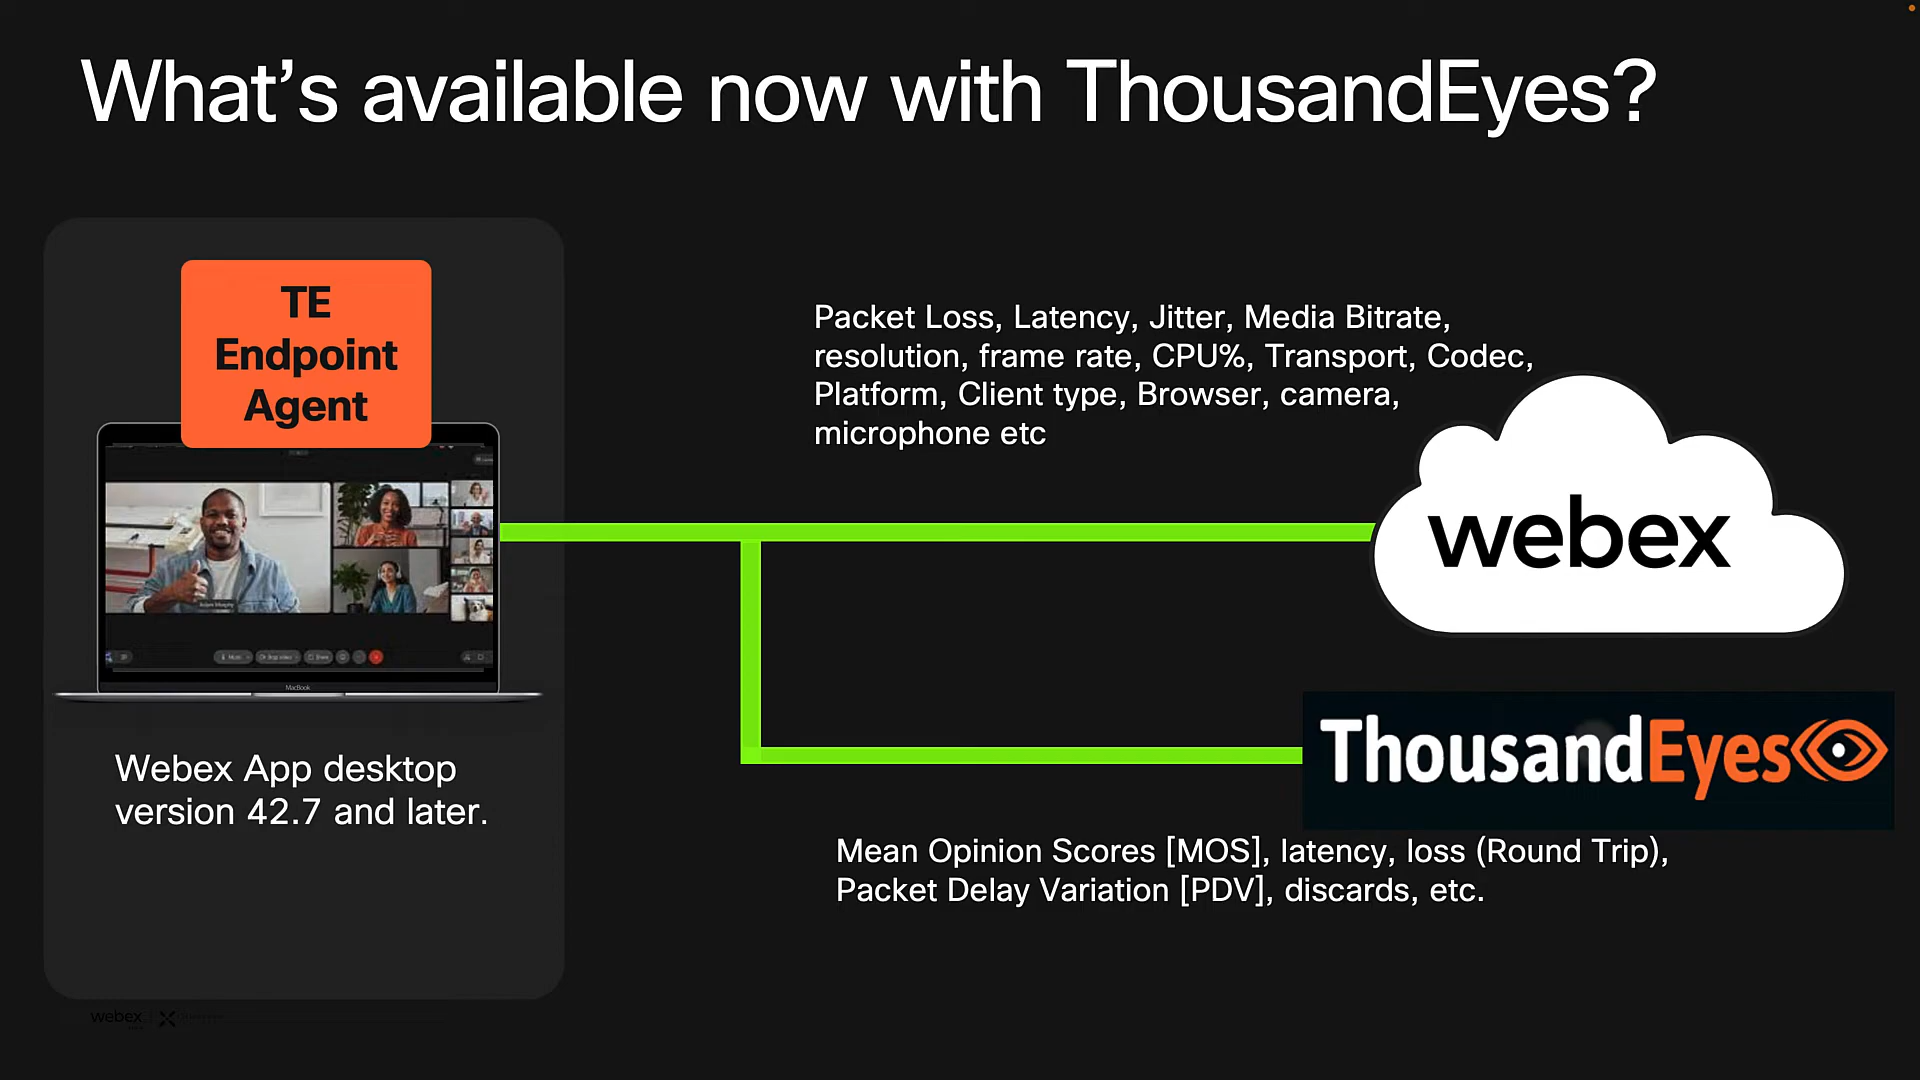 What's available now with ThousandEyes?
TE
Endpoint
Agent
MacBook
Webex App desktop
version 42.7 and later.
Packet Loss, Latency, Jitter, Media Bitrate,
resolution, frame rate, CPU%, Transport, Codec,
Platform, Client type, Browser, camera,
microphone etc
webex
ThousandEyes
Mean Opinion Scores [MOS], latency, loss (Round Trip),
Packet Delay Variation [PDV], discards, etc.
webex